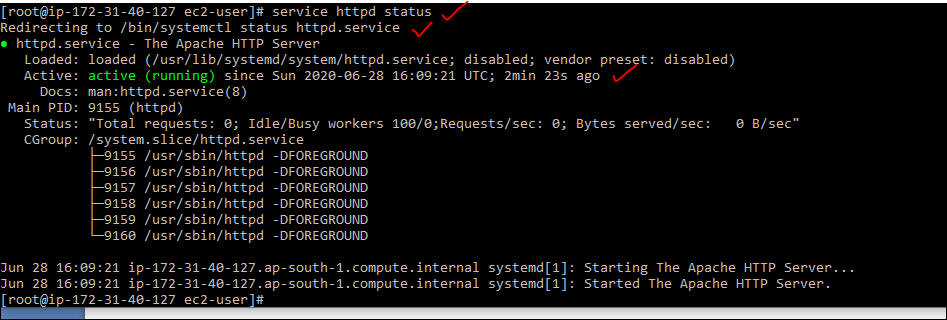 [root@ip-172-31-40-127 ec2-user]# service httpd status
Redirecting to /bin/systemctl status httpd.service
● httpd.service - The Apache HTTP Server
   Loaded: loaded (/usr/lib/systemd/system/httpd.service; disabled; vendor preset: disabled)
   Active: active (running) since Sun 2020-06-28 16:09:21 UTC; 2min 23s ago
     Docs: man:httpd.service(8)
 Main PID: 9155 (httpd)
   Status: "Total requests: 0; Idle/Busy workers 100/0;Requests/sec: 0; Bytes served/sec:   0 B/sec"
   CGroup: /system.slice/httpd.service
           ├─9155 /usr/sbin/httpd -DFOREGROUND
           ├─9156 /usr/sbin/httpd -DFOREGROUND
           ├─9157 /usr/sbin/httpd -DFOREGROUND
           ├─9158 /usr/sbin/httpd -DFOREGROUND
           ├─9159 /usr/sbin/httpd -DFOREGROUND
           └─9160 /usr/sbin/httpd -DFOREGROUND

Jun 28 16:09:21 ip-172-31-40-127.ap-south-1.compute.internal systemd[1]: Starting The Apache HTTP Server...
Jun 28 16:09:21 ip-172-31-40-127.ap-south-1.compute.internal systemd[1]: Started The Apache HTTP Server.
[root@ip-172-31-40-127 ec2-user]#